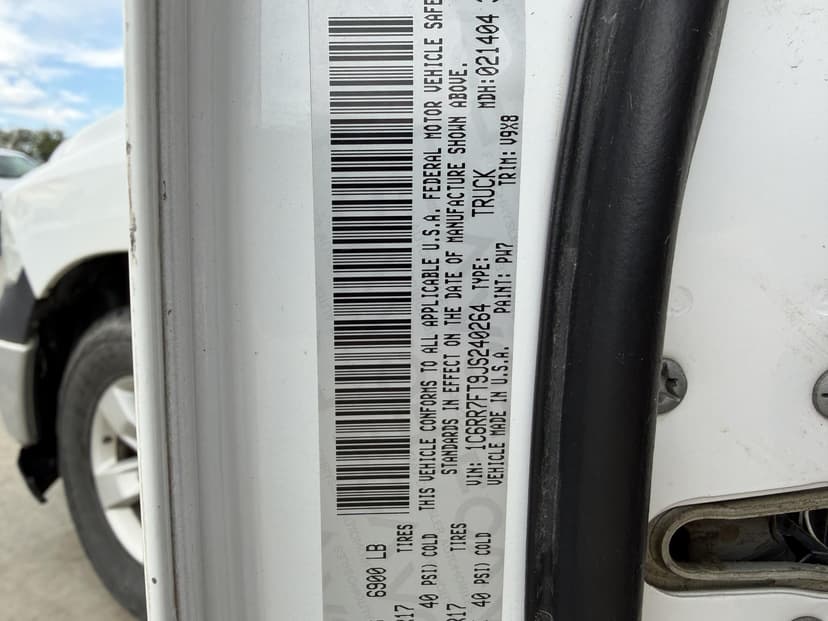 6900 LB
TIRES
R17
40 PSI) COLD
TIRES
R17
40 PSI) COLD
THIS VEHICLE CONFORMS TO ALL APPLICABLE U.S.A. FEDERAL MOTOR VEHICLE SAFE
STANDARDS IN EFFECT ON THE DATE OF MANUFACTURE SHOWN ABOVE.
VIN: 1C6RR7FT9JS240264 TYPE: TRUCK MDH:021404
VEHICLE MADE IN U.S.A. PAINT: PW7 TRIM: V9X8